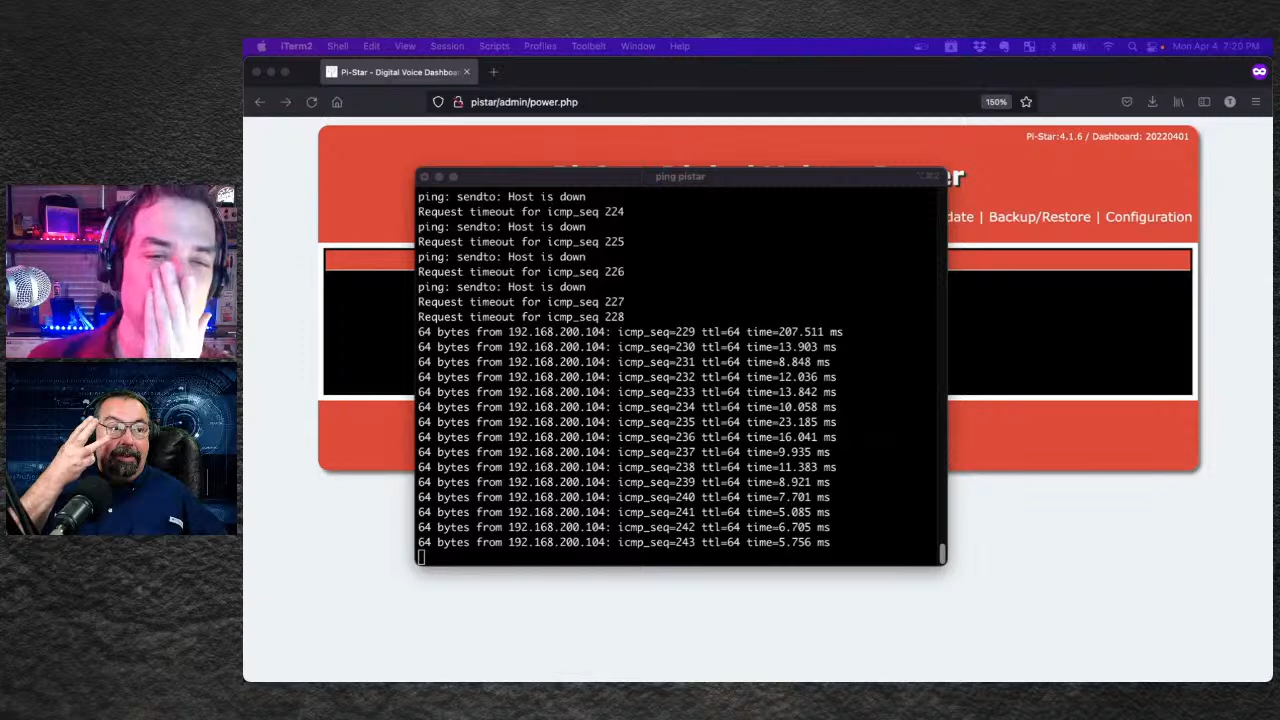 iTerm2 Shell Edit View Session Scripts Profiles Toolbelt Window Help Mon Apr 4 7:20 PM
Pi-Star - Digital Voice Dashboa
pistar/admin/power.php 150%
Pi-Star:4.1.6 / Dashboard: 20220401
date | Backup/Restore | Configuration
ping pistar
ping: sendto: Host is down
Request timeout for icmp_seq 224
ping: sendto: Host is down
Request timeout for icmp_seq 225
ping: sendto: Host is down
Request timeout for icmp_seq 226
ping: sendto: Host is down
Request timeout for icmp_seq 227
Request timeout for icmp_seq 228
64 bytes from 192.168.200.104: icmp_seq=229 ttl=64 time=207.511 ms
64 bytes from 192.168.200.104: icmp_seq=230 ttl=64 time=13.903 ms
64 bytes from 192.168.200.104: icmp_seq=231 ttl=64 time=8.848 ms
64 bytes from 192.168.200.104: icmp_seq=232 ttl=64 time=12.036 ms
64 bytes from 192.168.200.104: icmp_seq=233 ttl=64 time=13.842 ms
64 bytes from 192.168.200.104: icmp_seq=234 ttl=64 time=10.058 ms
64 bytes from 192.168.200.104: icmp_seq=235 ttl=64 time=23.185 ms
64 bytes from 192.168.200.104: icmp_seq=236 ttl=64 time=16.041 ms
64 bytes from 192.168.200.104: icmp_seq=237 ttl=64 time=9.935 ms
64 bytes from 192.168.200.104: icmp_seq=238 ttl=64 time=11.383 ms
64 bytes from 192.168.200.104: icmp_seq=239 ttl=64 time=8.921 ms
64 bytes from 192.168.200.104: icmp_seq=240 ttl=64 time=7.701 ms
64 bytes from 192.168.200.104: icmp_seq=241 ttl=64 time=5.085 ms
64 bytes from 192.168.200.104: icmp_seq=242 ttl=64 time=6.705 ms
64 bytes from 192.168.200.104: icmp_seq=243 ttl=64 time=5.756 ms